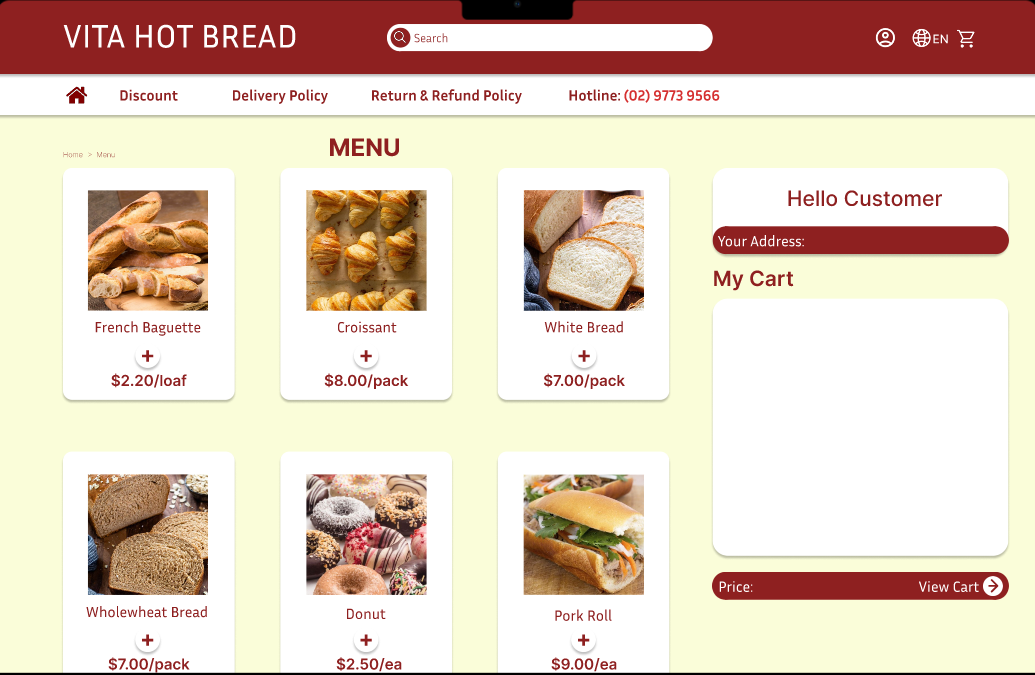 VITA HOT BREAD
Search
EN
Discount
Delivery Policy
Return & Refund Policy
Hotline: (02) 9773 9566
Home > Menu
MENU
French Baguette
+
$2.20/loaf
Croissant
+
$8.00/pack
White Bread
+
$7.00/pack
Wholewheat Bread
+
$7.00/pack
Donut
+
$2.50/ea
Pork Roll
+
$9.00/ea
Hello Customer
Your Address:
My Cart
Price:
View Cart